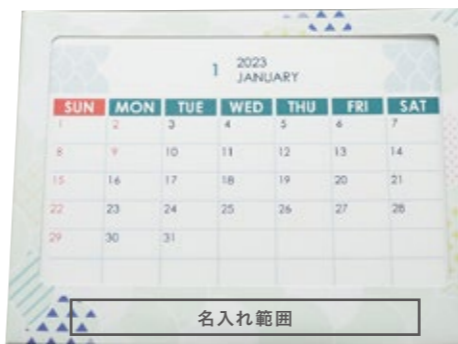 1
2023
JANUARY
SUN MON TUE WED THU FRI SAT
1 2 3 4 5 6 7
8 9 10 11 12 13 14
15 16 17 18 19 20 21
22 23 24 25 26 27 28
29 30 31
名入れ範囲